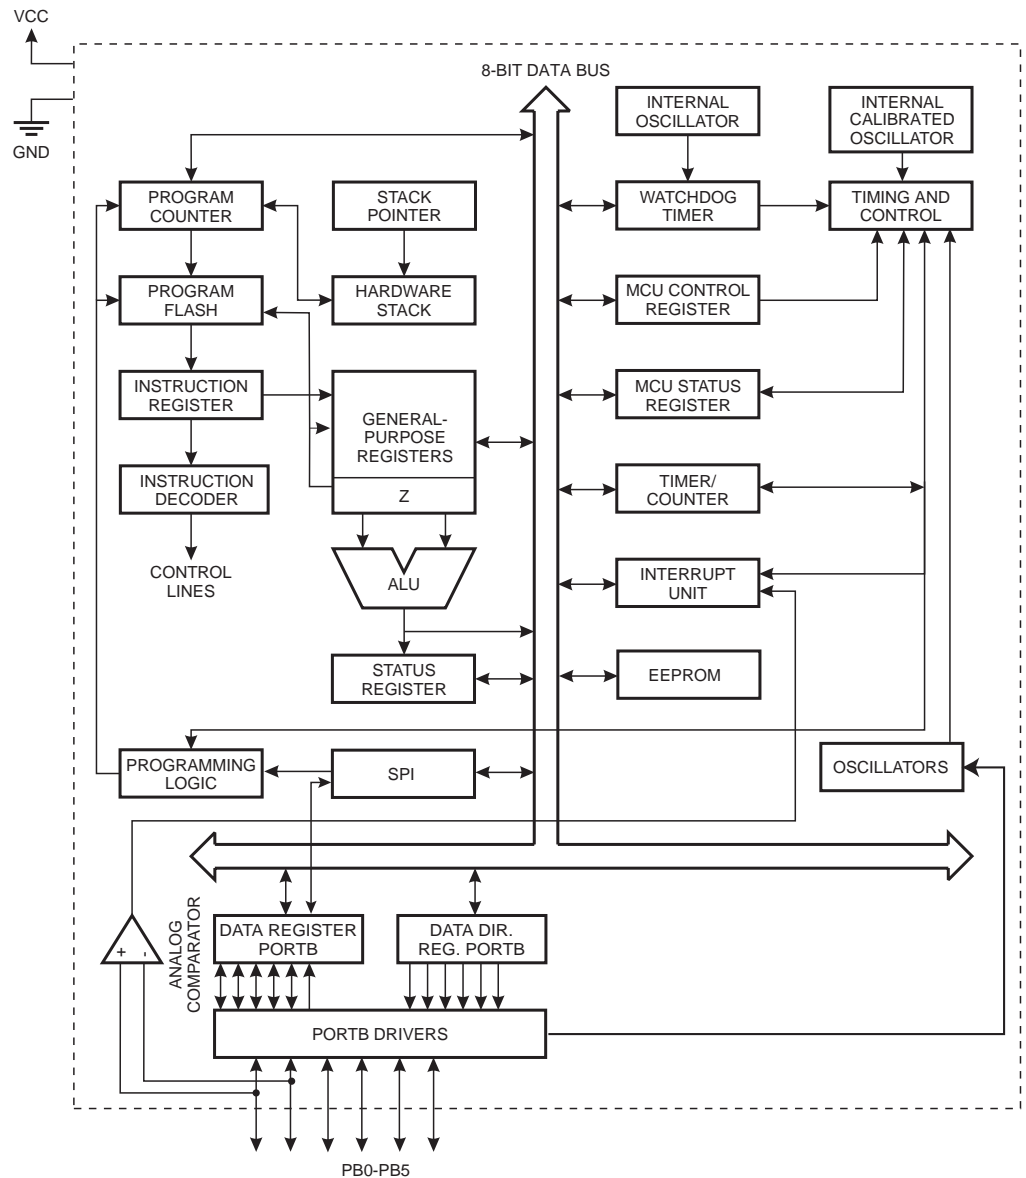 VCC
GND
8-BIT DATA BUS
INTERNAL
OSCILLATOR
INTERNAL
CALIBRATED
OSCILLATOR
PROGRAM
COUNTER
STACK
POINTER
WATCHDOG
TIMER
TIMING AND
CONTROL
PROGRAM
FLASH
HARDWARE
STACK
MCU CONTROL
REGISTER
INSTRUCTION
REGISTER
GENERAL-
PURPOSE
REGISTERS
Z
MCU STATUS
REGISTER
INSTRUCTION
DECODER
TIMER/
COUNTER
CONTROL
LINES
ALU
INTERRUPT
UNIT
STATUS
REGISTER
EEPROM
PROGRAMMING
LOGIC
SPI
OSCILLATORS
ANALOG
COMPARATOR
+ -
DATA REGISTER
PORTB
DATA DIR.
REG. PORTB
PORTB DRIVERS
PB0-PB5